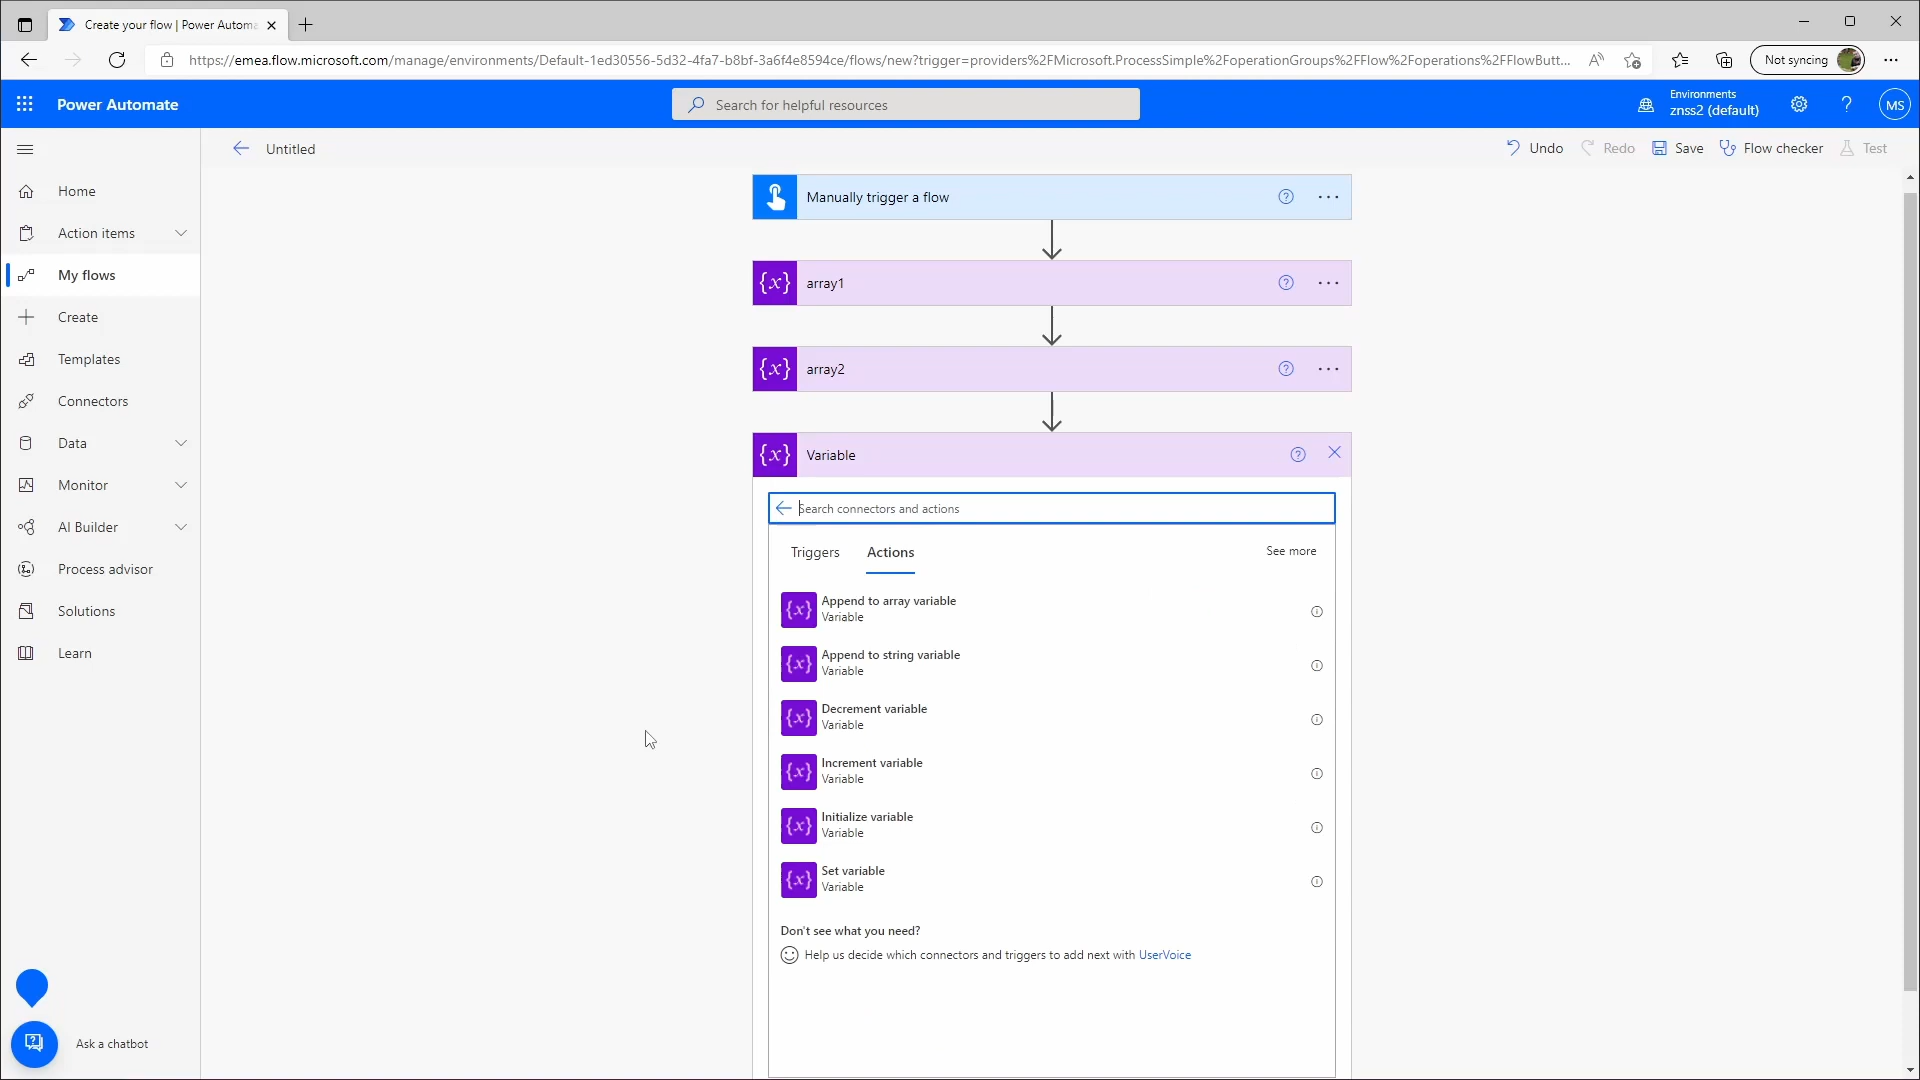 Create your flow | Power Automa
https://emea.flow.microsoft.com/manage/environments/Default-1ed30556-5d32-4fa7-b8bf-3a6f4e8594ce/flows/new?trigger=providers%2FMicrosoft.ProcessSimple%2FoperationGroups%2FFlow%2Foperations%2FFlowButt...
Not syncing
Power Automate
Search for helpful resources
Environments
znss2 (default)
MS
Untitled
Undo
Redo
Save
Flow checker
Test
Home
Action items
My flows
Create
Templates
Connectors
Data
Monitor
AI Builder
Process advisor
Solutions
Learn
Ask a chatbot
Manually trigger a flow
{x} array1
{x} array2
{x} Variable
Search connectors and actions
Triggers
Actions
See more
{x} Append to array variable
Variable
{x} Append to string variable
Variable
{x} Decrement variable
Variable
{x} Increment variable
Variable
{x} Initialize variable
Variable
{x} Set variable
Variable
Don't see what you need?
Help us decide which connectors and triggers to add next with UserVoice